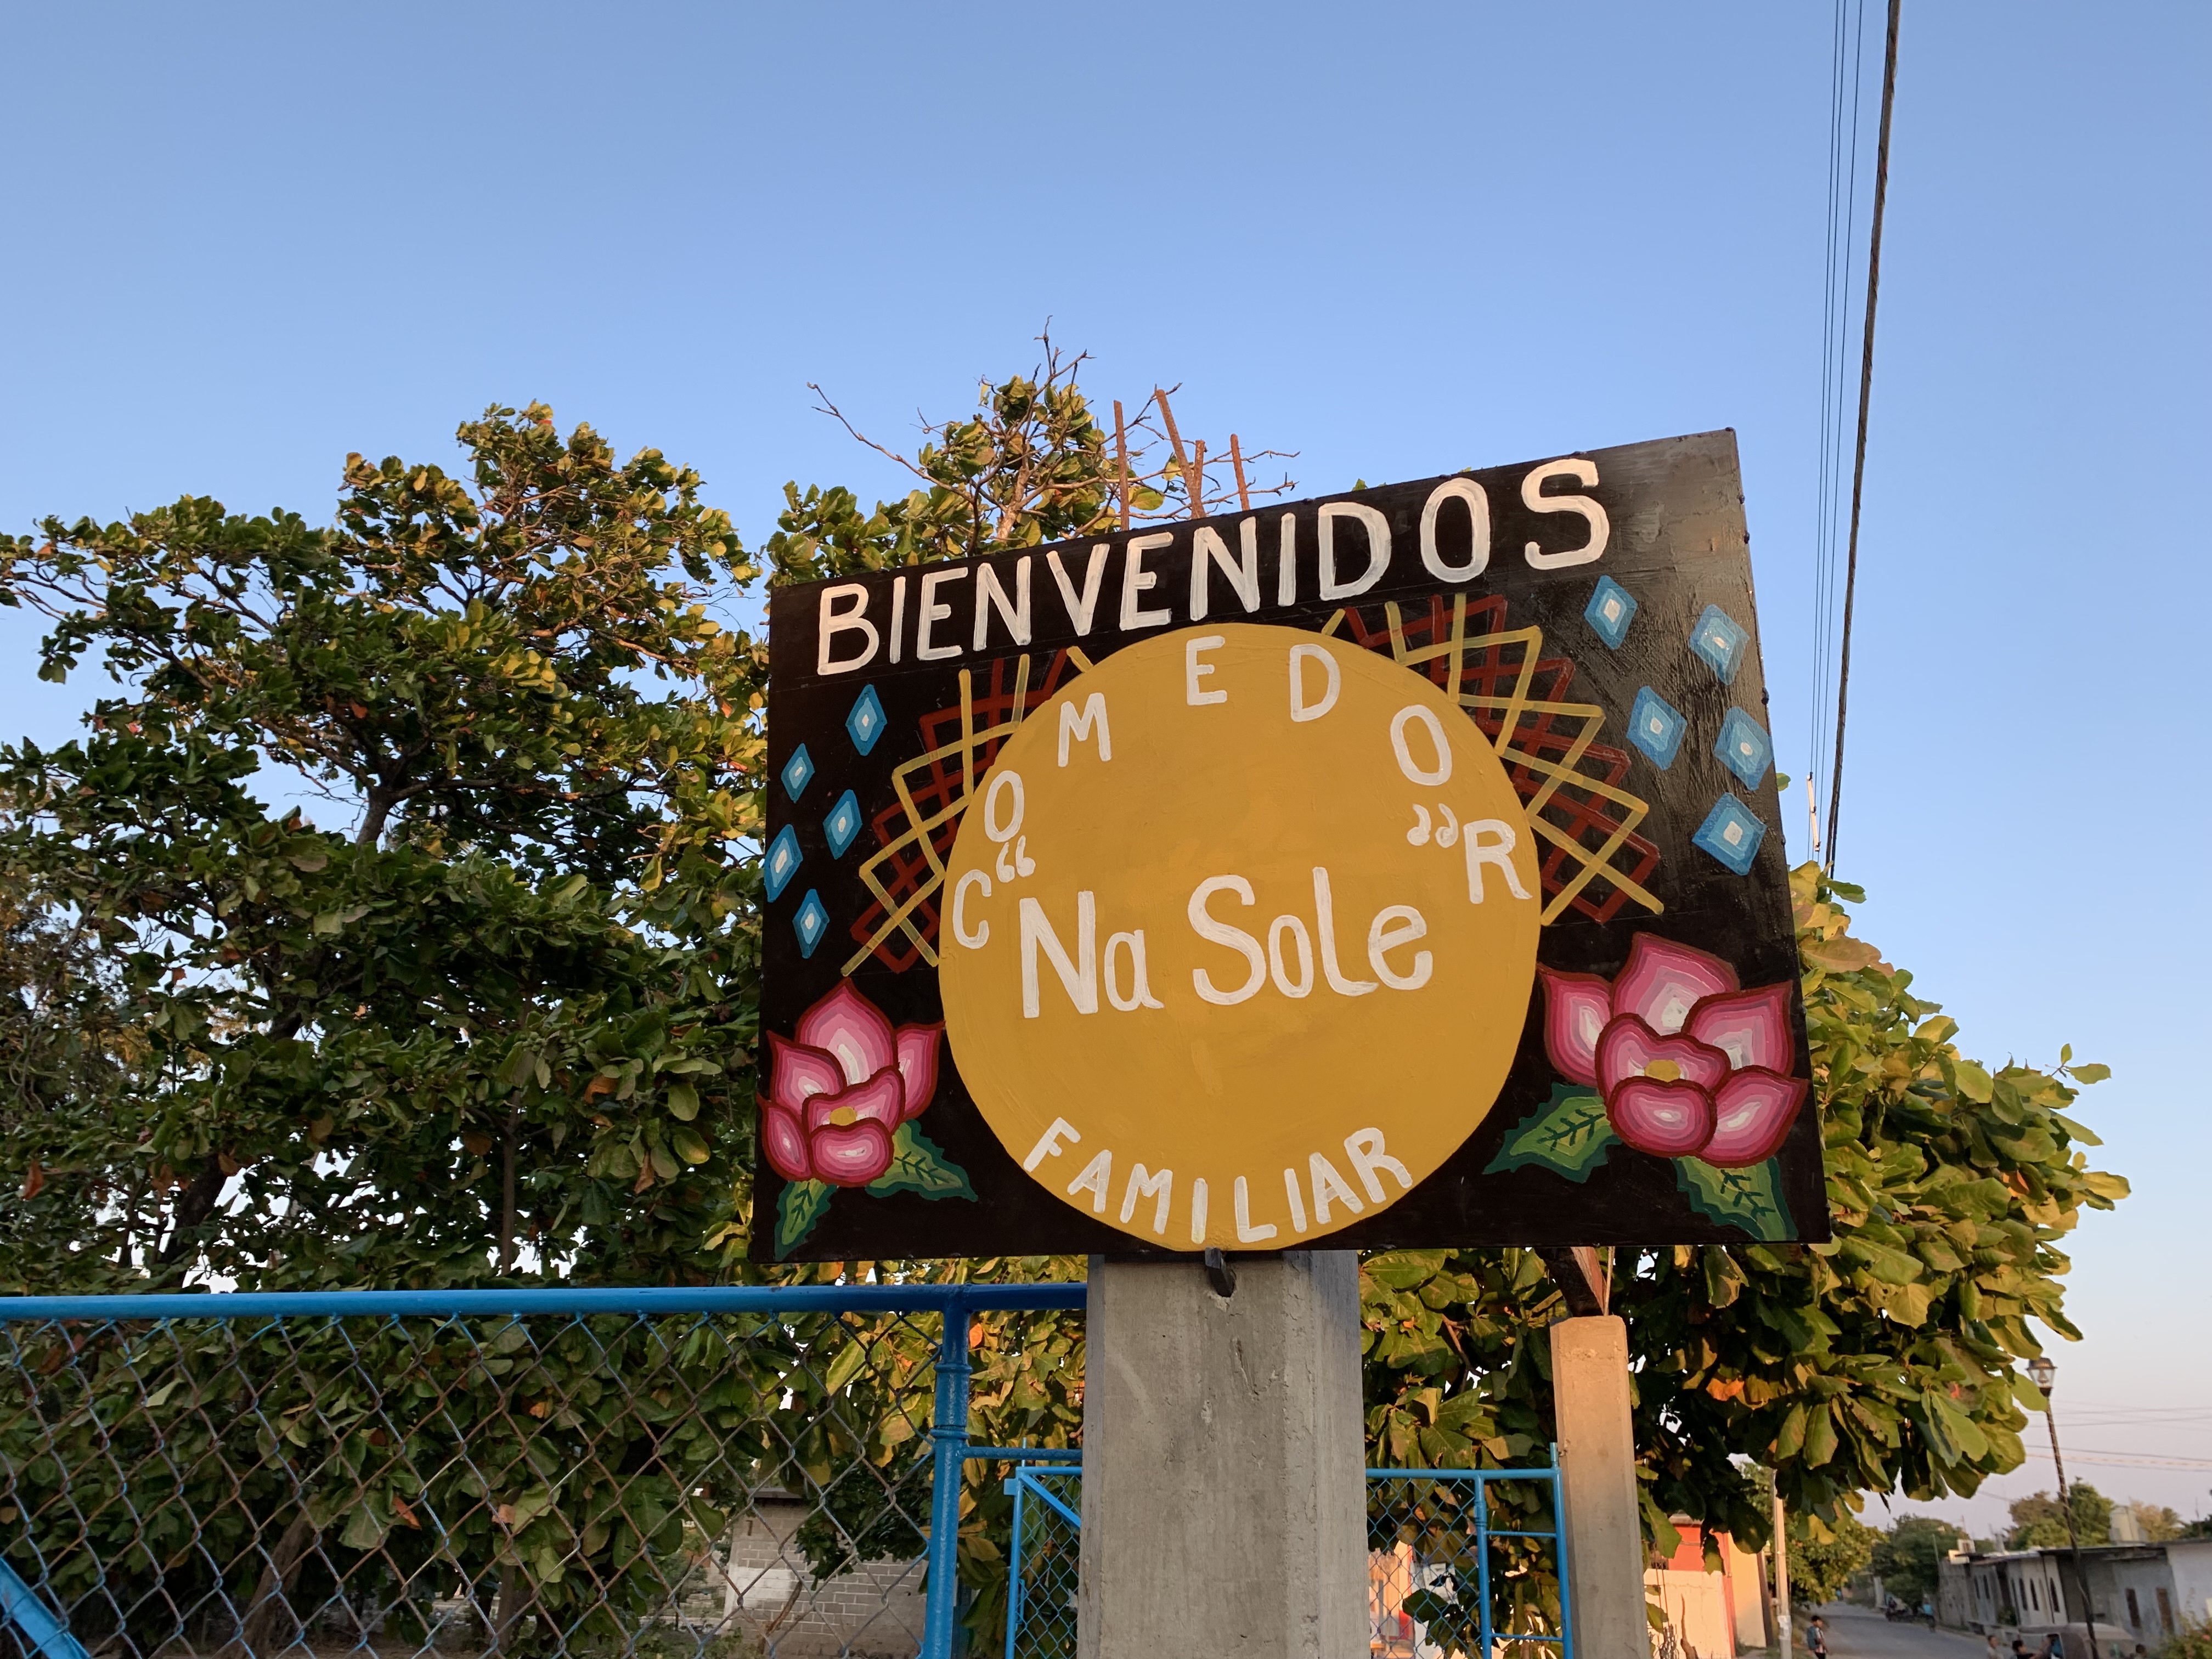 BIENVENIDOS
COMEDOR
“Na Sole”
FAMILIAR